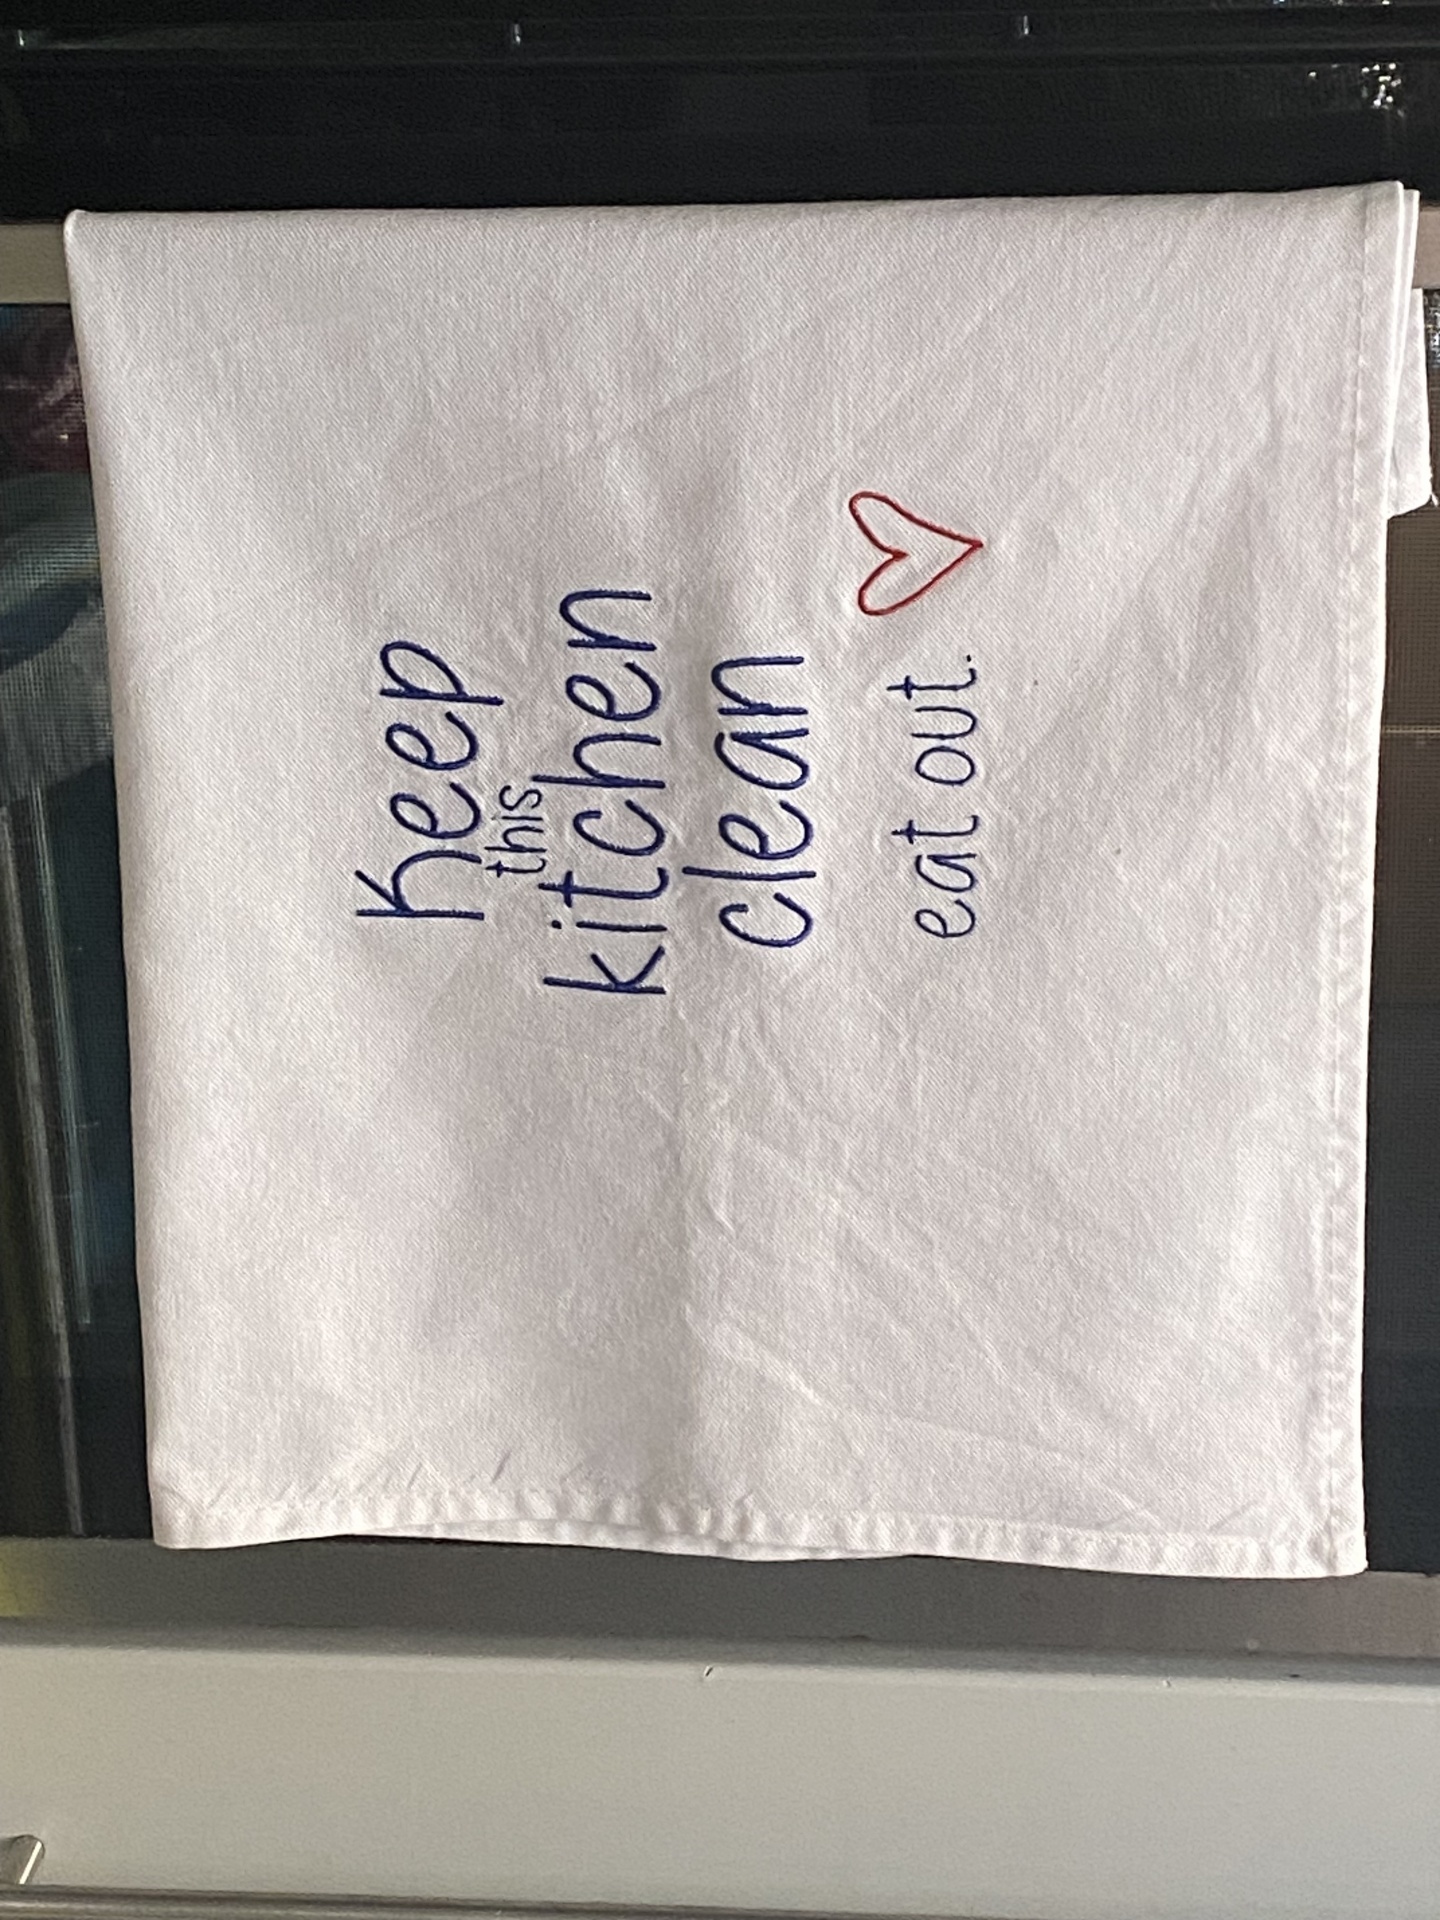 Keep
this
kitchen
clean
eat out.